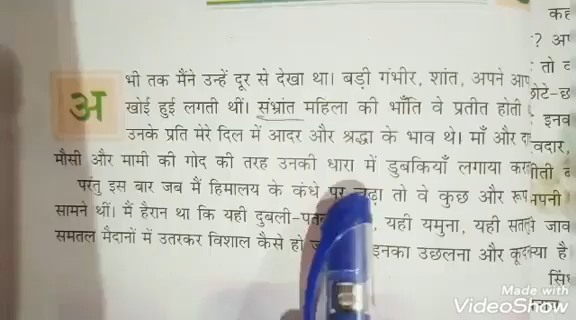 अभी तक मैंने उन्हें दूर से देखा था। बड़ी गंभीर, शांत, अपने आप
खोई हुई लगती थीं। संभ्रांत महिला की भाँति वे प्रतीत होती
उनके प्रति मेरे दिल में आदर और श्रद्धा के भाव थे। माँ और
मौसी और मामी की गोद की तरह उनकी धारा में डुबकियाँ लगाया
परंतु इस बार जब मैं हिमालय के कंधे पर चढ़ा तो वे कुछ और रूप
सामने थीं। मैं हैरान था कि यही दुबली यही यमुना, यही
समतल मैदानों में उतरकर विशाल कैसे हो इनका उछलना और
तो
है
Made with
VideoShow